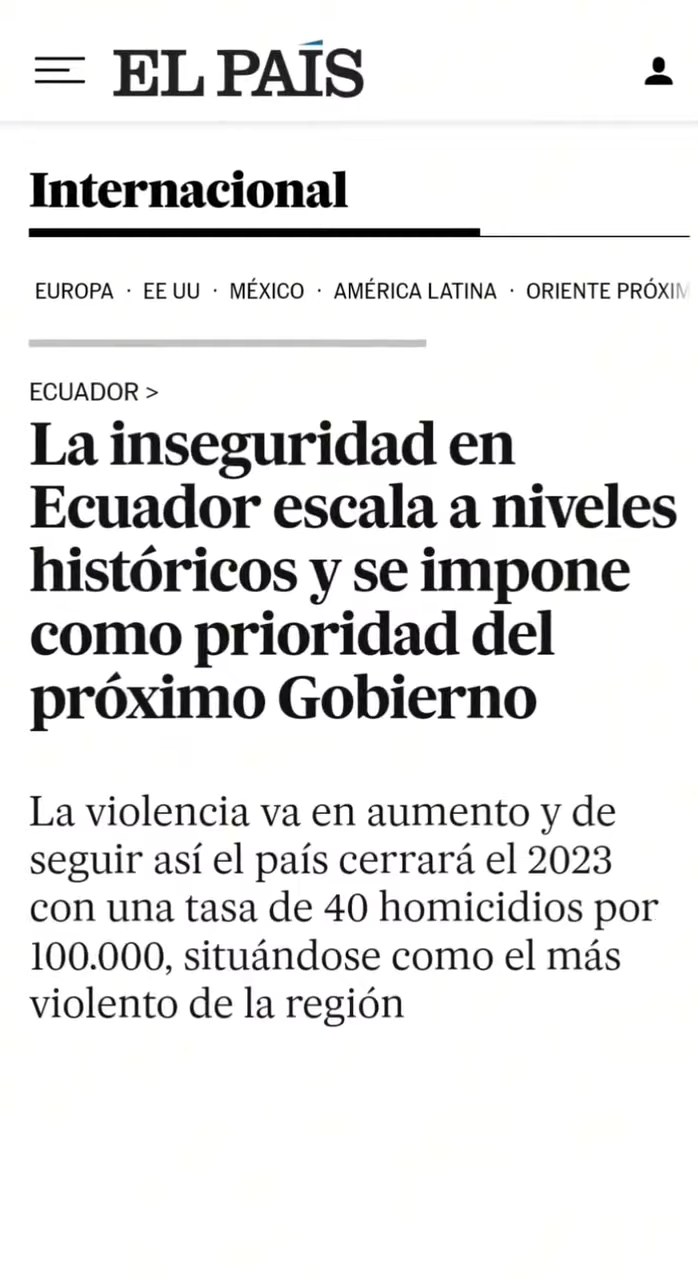 EL PAÍS
Internacional
EUROPA · EE UU · MÉXICO · AMÉRICA LATINA · ORIENTE PRÓXIM
ECUADOR >
La inseguridad en
Ecuador escala a niveles
históricos y se impone
como prioridad del
próximo Gobierno
La violencia va en aumento y de
seguir así el país cerrará el 2023
con una tasa de 40 homicidios por
100.000, situándose como el más
violento de la región